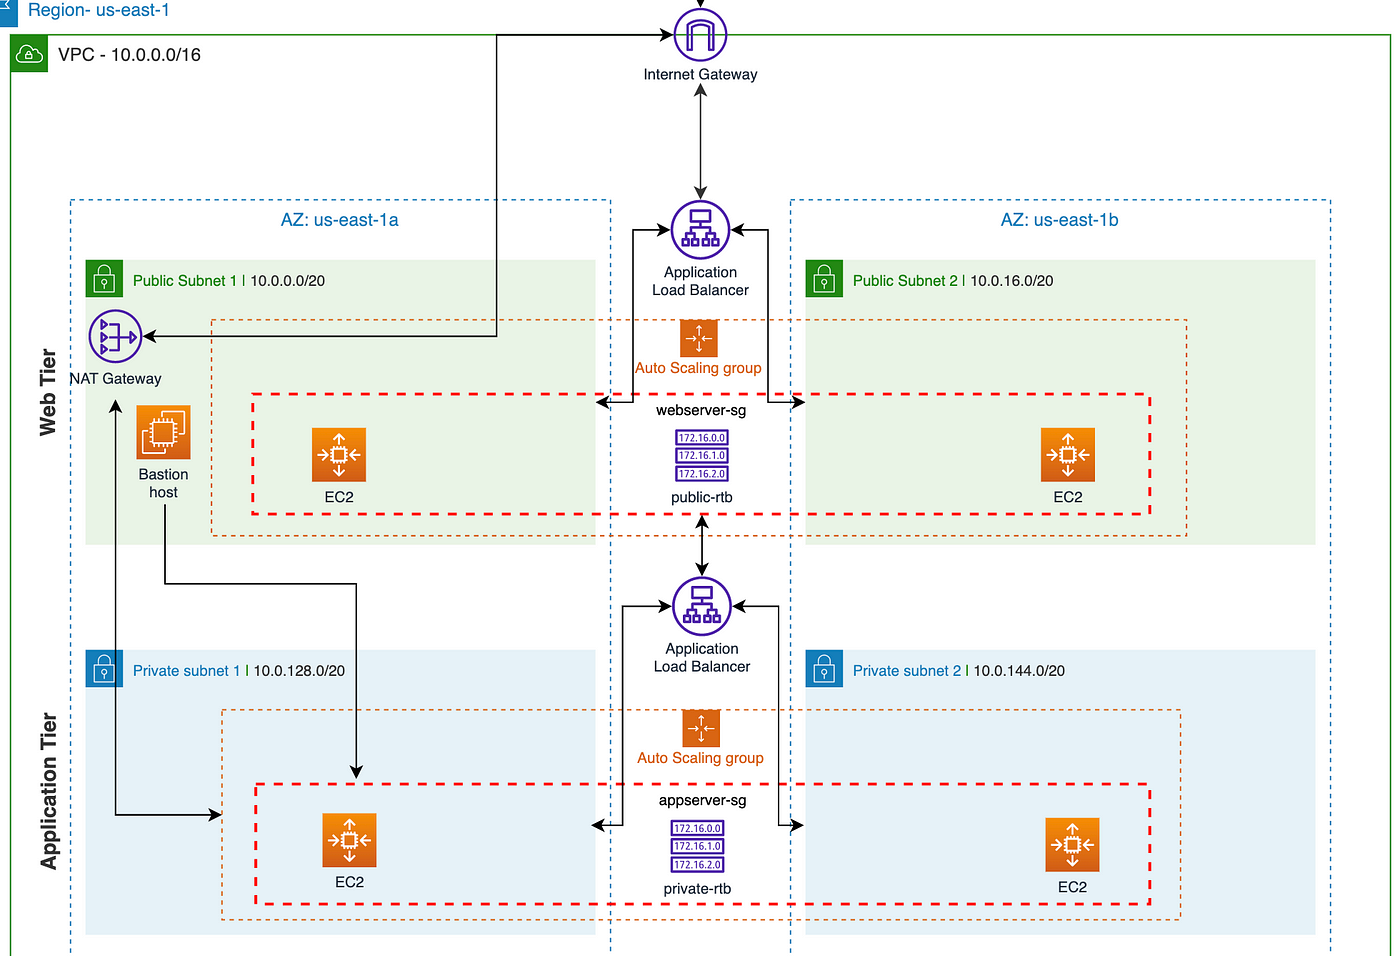 Region- us-east-1
VPC - 10.0.0.0/16
Internet Gateway
AZ: us-east-1a
AZ: us-east-1b
Application
Load Balancer
Public Subnet 1 | 10.0.0.0/20
Public Subnet 2 | 10.0.16.0/20
Web Tier
NAT Gateway
Auto Scaling group
Bastion
host
webserver-sg
172.16.0.0
172.16.1.0
172.16.2.0
public-rtb
EC2
EC2
Application
Load Balancer
Private subnet 1 | 10.0.128.0/20
Private subnet 2 | 10.0.144.0/20
Application Tier
Auto Scaling group
appserver-sg
172.16.0.0
172.16.1.0
172.16.2.0
private-rtb
EC2
EC2